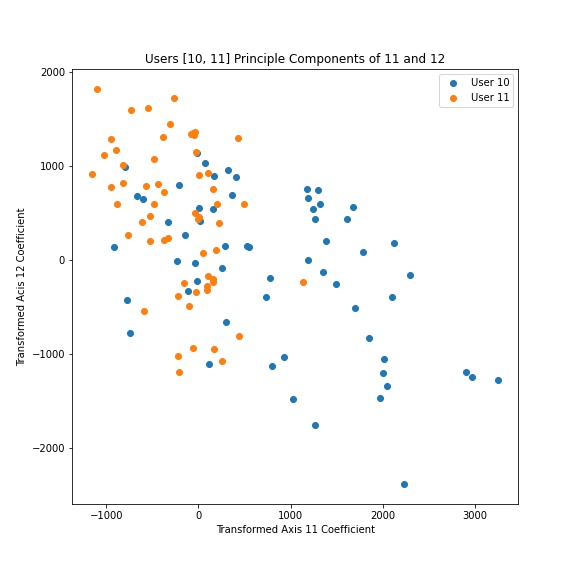 Users [10, 11] Principle Components of 11 and 12
User 10
User 11
Transformed Acis 12 Coefficient
2000
1000
0
−1000
−2000
−1000
0
1000
2000
3000
Transformed Axis 11 Coefficient